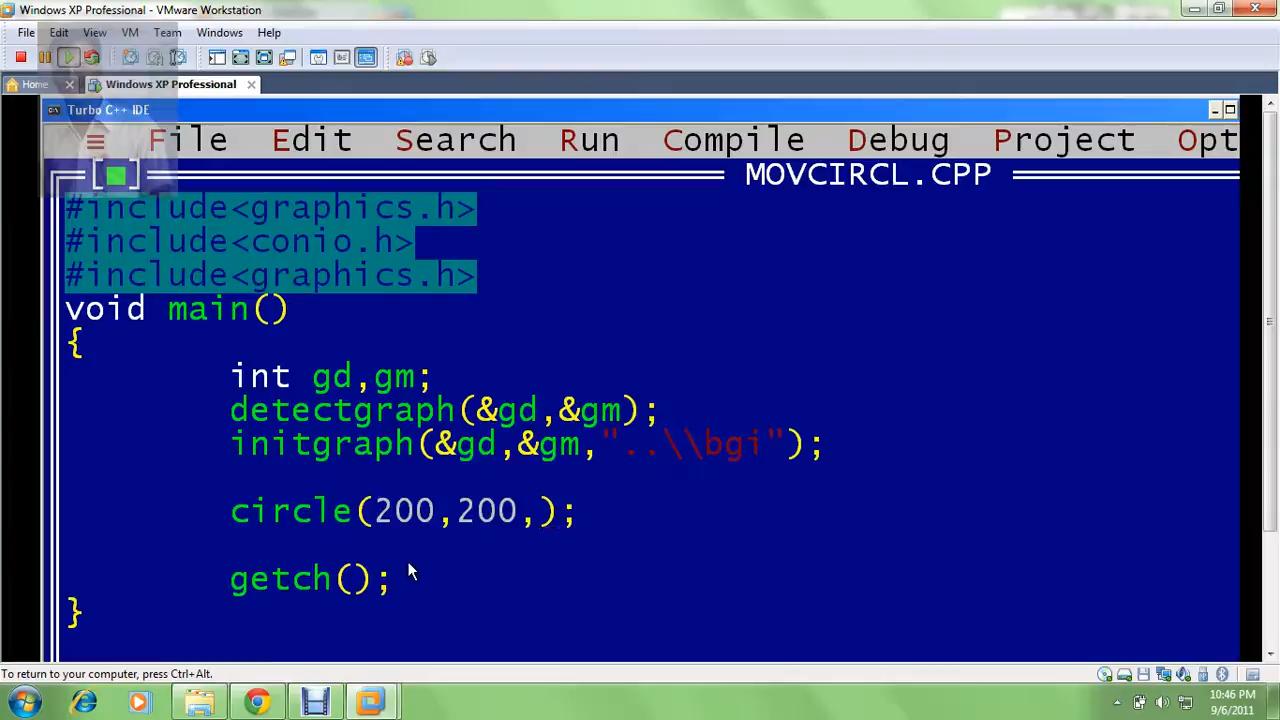 Windows XP Professional - VMware Workstation
File Edit View VM Team Windows Help
Home Windows XP Professional
Turbo C++ IDE
File Edit Search Run Compile Debug Project Opt
MOVCIRCL.CPP
#include<graphics.h>
#include<conio.h>
#include<graphics.h>
void main()
{
int gd,gm;
detectgraph(&gd,&gm);
initgraph(&gd,&gm,"..\\bgi");
circle(200,200,);
getch();
}
To return to your computer, press Ctrl+Alt.
10:46 PM
9/6/2011